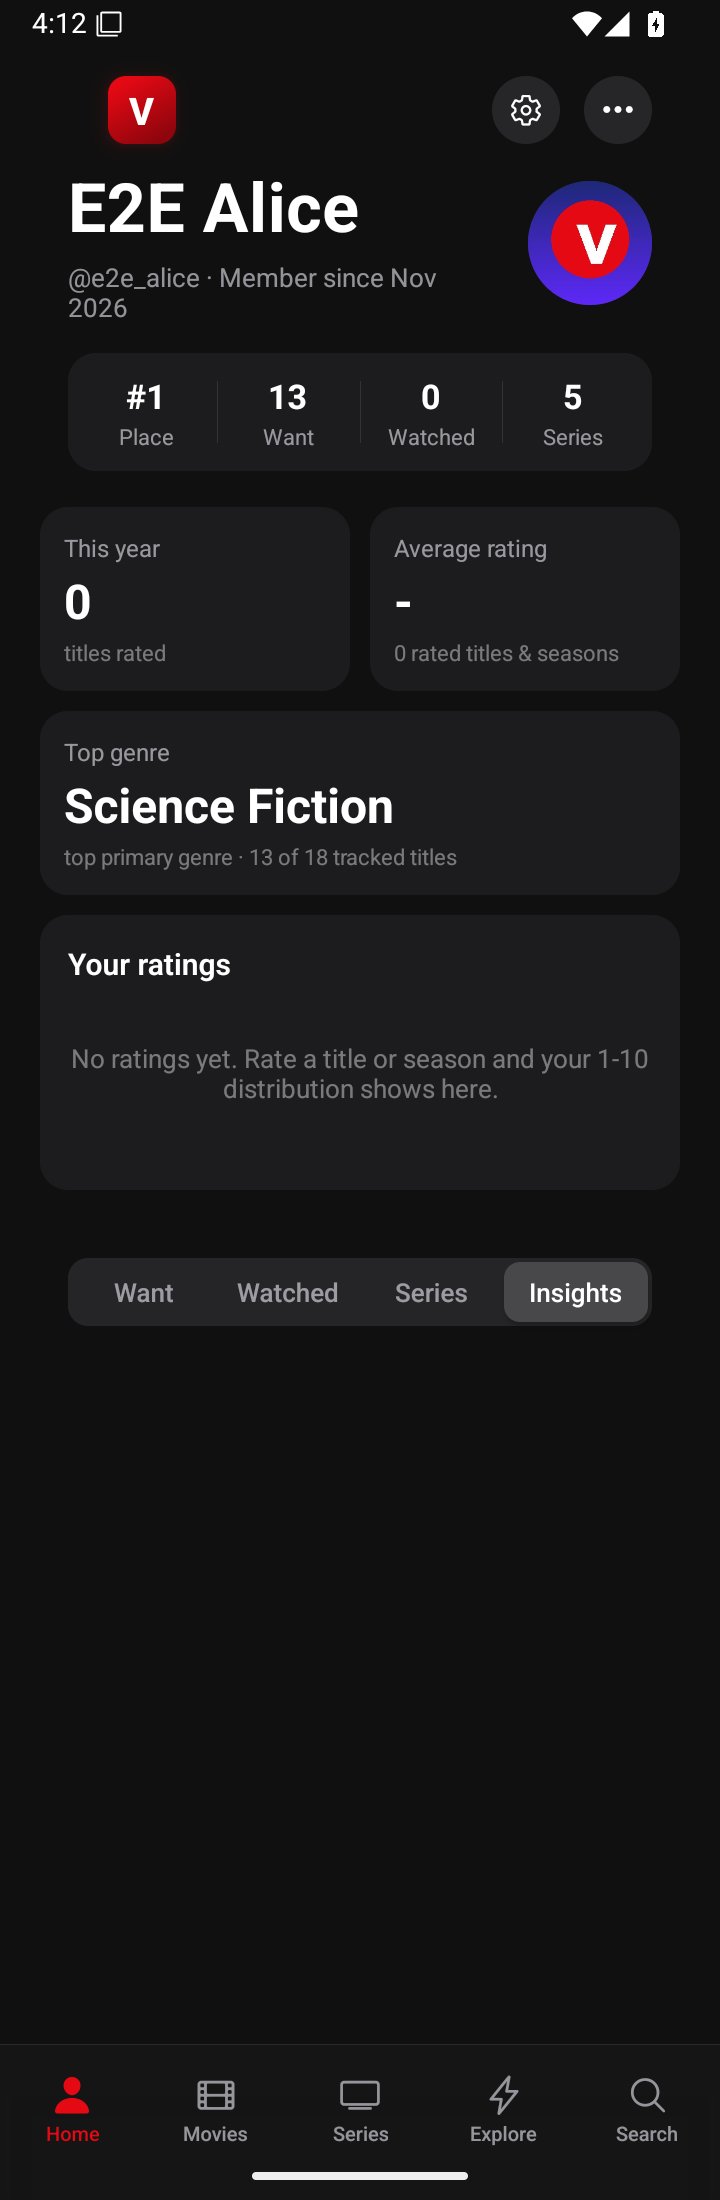 4:12
V
E2E Alice
@e2e_alice · Member since Nov
2026
V
#1
Place
13
Want
0
Watched
5
Series
This year
0
titles rated
Average rating
-
0 rated titles & seasons
Top genre
Science Fiction
top primary genre · 13 of 18 tracked titles
Your ratings
No ratings yet. Rate a title or season and your 1-10
distribution shows here.
Want
Watched
Series
Insights
Home
Movies
Series
Explore
Search